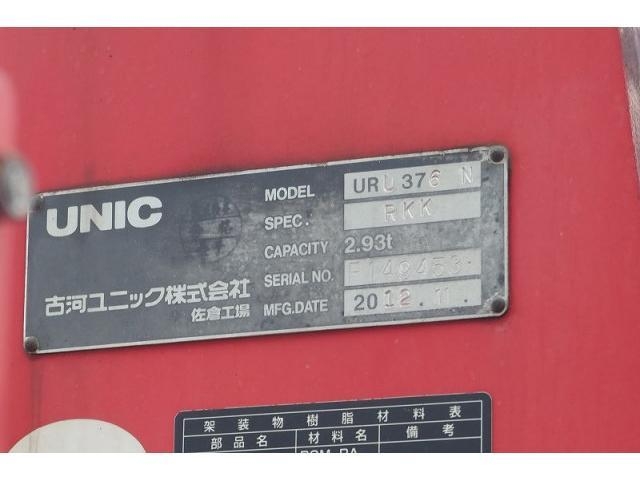 UNIC
MODEL URU376 N
SPEC. RKK
CAPACITY 2.93t
SERIAL NO.
古河ユニック株式会社
佐倉工場
MFG.DATE 2012.11.
架装物樹脂材料表
部品名 材料名 備考